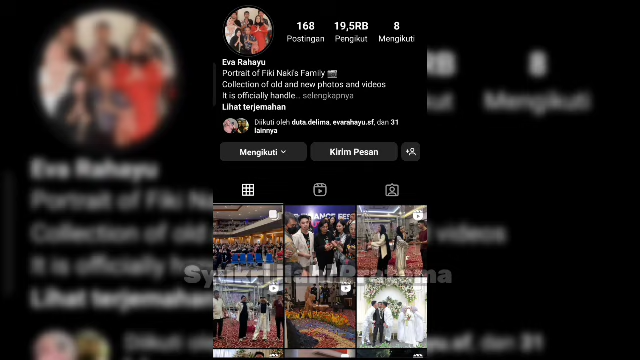 168
19,5RB
8
Postingan
Pengikut
Mengikuti
Eva Rahayu
Portrait of Fiki Naki's Family 📷
Collection of old and new photos and videos
It is officially handle... selengkapnya
Lihat terjemahan
Diikuti oleh duta.delima, evarahayu.sf, dan 31
lainnya
Mengikuti
Kirim Pesan